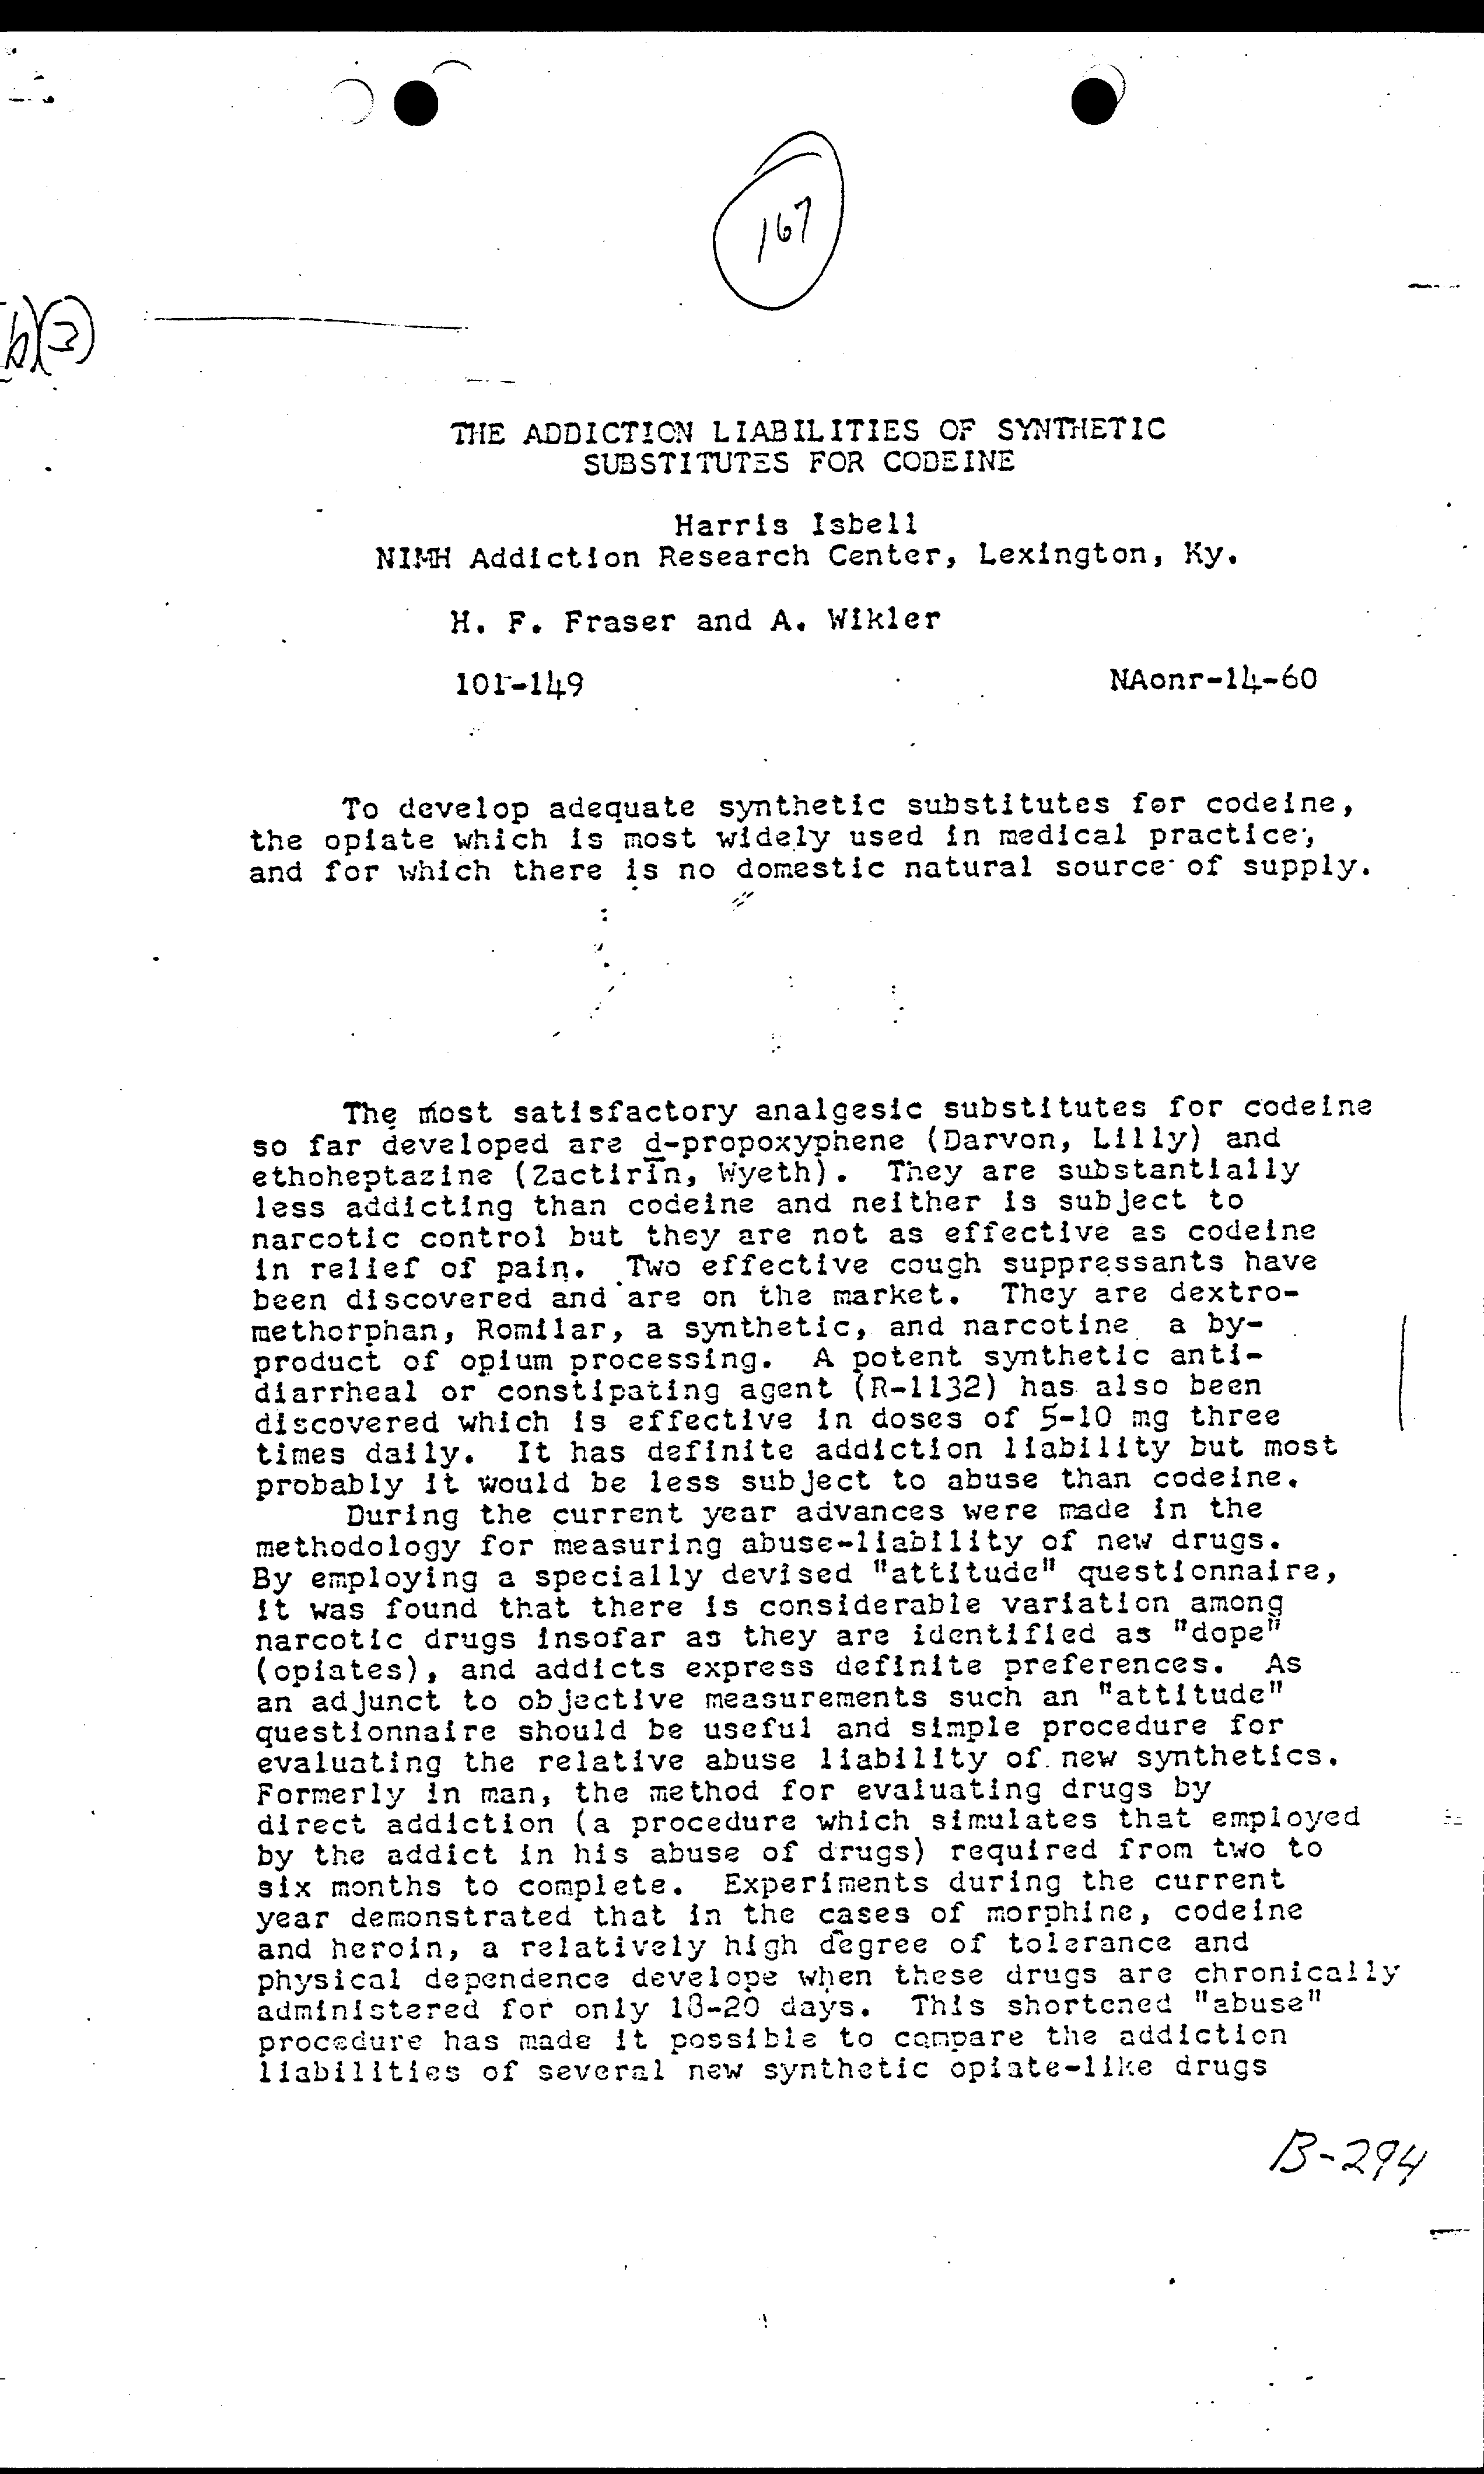 167
b)(3)
THE ADDICTION LIABILITIES OF SYNTHETIC
SUBSTITUTES FOR CODEINE
Harris Isbell
NIMH Addiction Research Center, Lexington, Ky.
H. F. Fraser and A. Wikler
101-149 NAonr-14-60
To develop adequate synthetic substitutes for codeine,
the opiate which is most widely used in medical practice,
and for which there is no domestic natural source of supply.
The most satisfactory analgesic substitutes for codeine
so far developed are d-propoxyphene (Darvon, Lilly) and
ethoheptazine (Zactirin, Wyeth). They are substantially
less addicting than codeine and neither is subject to
narcotic control but they are not as effective as codeine
in relief of pain. Two effective cough suppressants have
been discovered and are on the market. They are dextro-
methorphan, Romilar, a synthetic, and narcotine a by-
product of opium processing. A potent synthetic anti-
diarrheal or constipating agent (R-1132) has also been
discovered which is effective in doses of 5-10 mg three
times daily. It has definite addiction liability but most
probably it would be less subject to abuse than codeine.
During the current year advances were made in the
methodology for measuring abuse-liability of new drugs.
By employing a specially devised "attitude" questionnaire,
it was found that there is considerable variation among
narcotic drugs insofar as they are identified as "dope"
(opiates), and addicts express definite preferences. As
an adjunct to objective measurements such an "attitude"
questionnaire should be useful and simple procedure for
evaluating the relative abuse liability of new synthetics.
Formerly in man, the method for evaluating drugs by
direct addiction (a procedure which simulates that employed
by the addict in his abuse of drugs) required from two to
six months to complete. Experiments during the current
year demonstrated that in the cases of morphine, codeine
and heroin, a relatively high degree of tolerance and
physical dependence develope when these drugs are chronically
administered for only 18-20 days. This shortened "abuse"
procedure has made it possible to compare the addiction
liabilities of several new synthetic opiate-like drugs
B-294